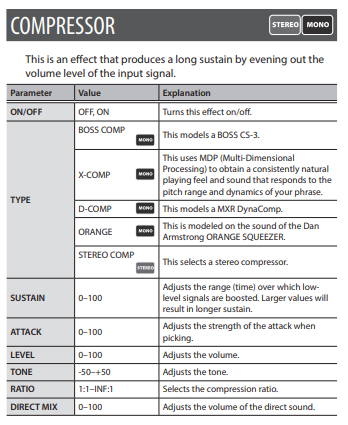 COMPRESSOR STEREO MONO
This is an effect that produces a long sustain by evening out the
volume level of the input signal.
Parameter Value Explanation
ON/OFF OFF, ON Turns this effect on/off.
TYPE
BOSS COMP MONO This models a BOSS CS-3.
X-COMP MONO
This uses MDP (Multi-Dimensional
Processing) to obtain a consistently natural
playing feel and sound that responds to the
pitch range and dynamics of your phrase.
D-COMP MONO This models a MXR DynaComp.
ORANGE MONO
This is modeled on the sound of the Dan
Armstrong ORANGE SQUEEZER.
STEREO COMP STEREO This selects a stereo compressor.
SUSTAIN 0–100
Adjusts the range (time) over which low-
level signals are boosted. Larger values will
result in longer sustain.
ATTACK 0–100
Adjusts the strength of the attack when
picking.
LEVEL 0–100 Adjusts the volume.
TONE -50–+50 Adjusts the tone.
RATIO 1:1–INF:1 Selects the compression ratio.
DIRECT MIX 0–100 Adjusts the volume of the direct sound.